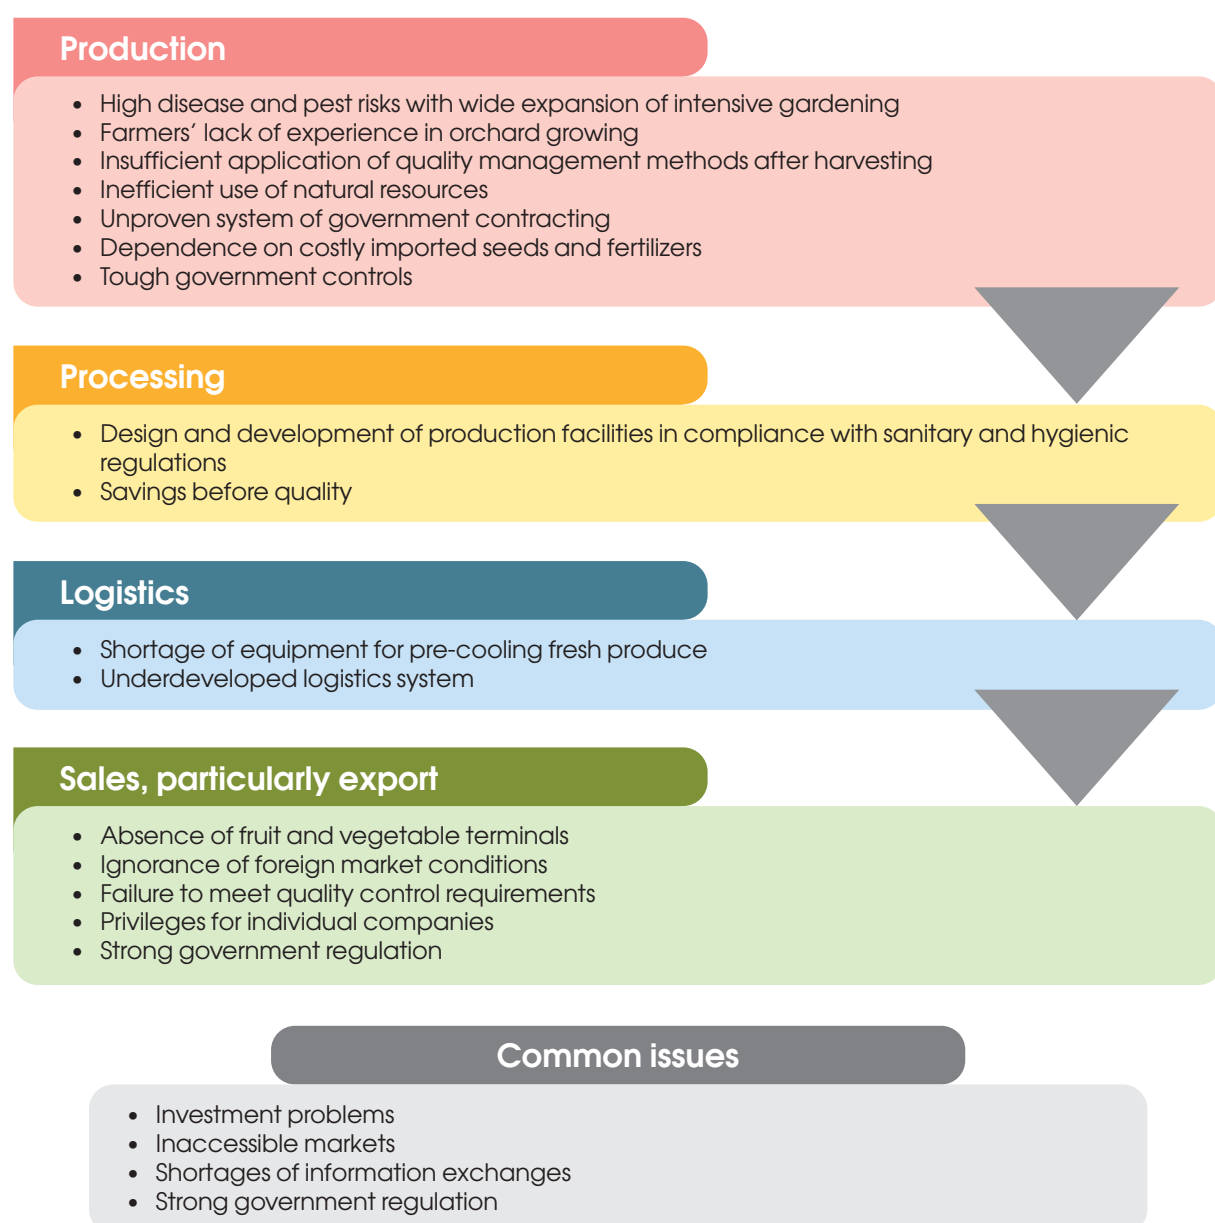 Production
• High disease and pest risks with wide expansion of intensive gardening
• Farmers’ lack of experience in orchard growing
• Insufficient application of quality management methods after harvesting
• Inefficient use of natural resources
• Unproven system of government contracting
• Dependence on costly imported seeds and fertilizers
• Tough government controls
Processing
• Design and development of production facilities in compliance with sanitary and hygienic
regulations
• Savings before quality
Logistics
• Shortage of equipment for pre-cooling fresh produce
• Underdeveloped logistics system
Sales, particularly export
• Absence of fruit and vegetable terminals
• Ignorance of foreign market conditions
• Failure to meet quality control requirements
• Privileges for individual companies
• Strong government regulation
Common issues
• Investment problems
• Inaccessible markets
• Shortages of information exchanges
• Strong government regulation